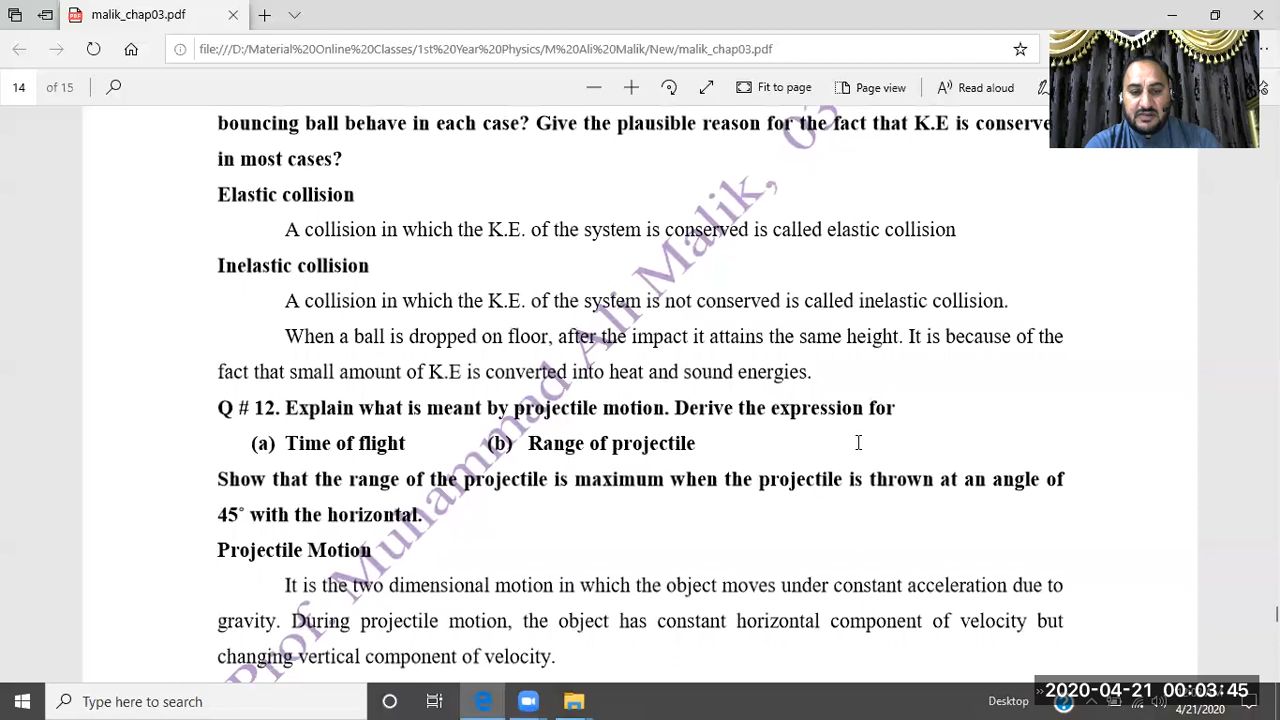 malik_chap03.pdf
file:///D:/Material%20Online%20Classes/1st%20Year%20Physics/M%20Ali%20Malik/New/malik_chap03.pdf
14 of 15
Fit to page
Page view
Read aloud
bouncing ball behave in each case? Give the plausible reason for the fact that K.E is conserve
in most cases?
Elastic collision
A collision in which the K.E. of the system is conserved is called elastic collision
Inelastic collision
A collision in which the K.E. of the system is not conserved is called inelastic collision.
When a ball is dropped on floor, after the impact it attains the same height. It is because of the
fact that small amount of K.E is converted into heat and sound energies.
Q # 12. Explain what is meant by projectile motion. Derive the expression for
(a) Time of flight (b) Range of projectile
Show that the range of the projectile is maximum when the projectile is thrown at an angle of
45˚ with the horizontal.
Projectile Motion
It is the two dimensional motion in which the object moves under constant acceleration due to
gravity. During projectile motion, the object has constant horizontal component of velocity but
changing vertical component of velocity.
Prof. Muhammad Ali Malik, 03
Type here to search
Desktop
2020-04-21 00:03:45
4/21/2020